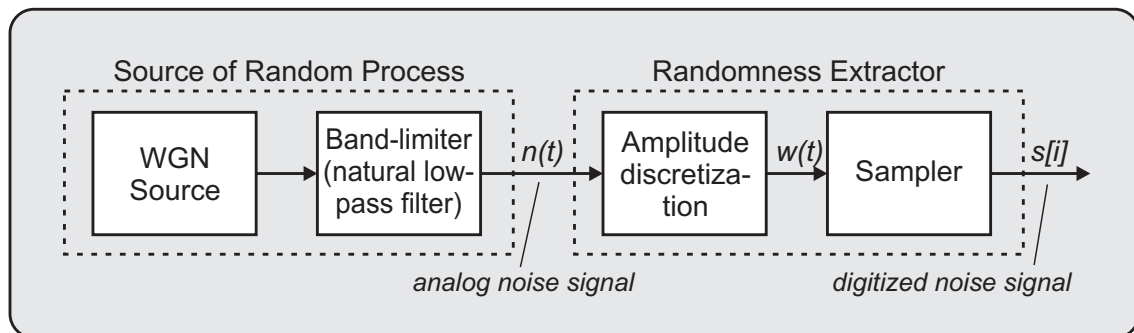 Source of Random Process
Randomness Extractor
WGN
Source
Band-limiter
(natural low-
pass filter)
n(t)
Amplitude
discretiza-
tion
w(t)
Sampler
s[i]
analog noise signal
digitized noise signal